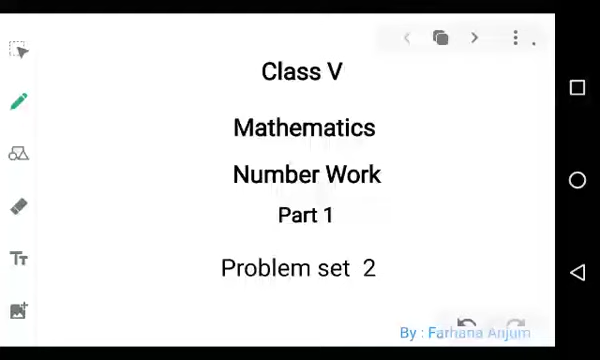 Class V
Mathematics
Number Work
Part 1
Problem set 2
By : Farhana Anjum